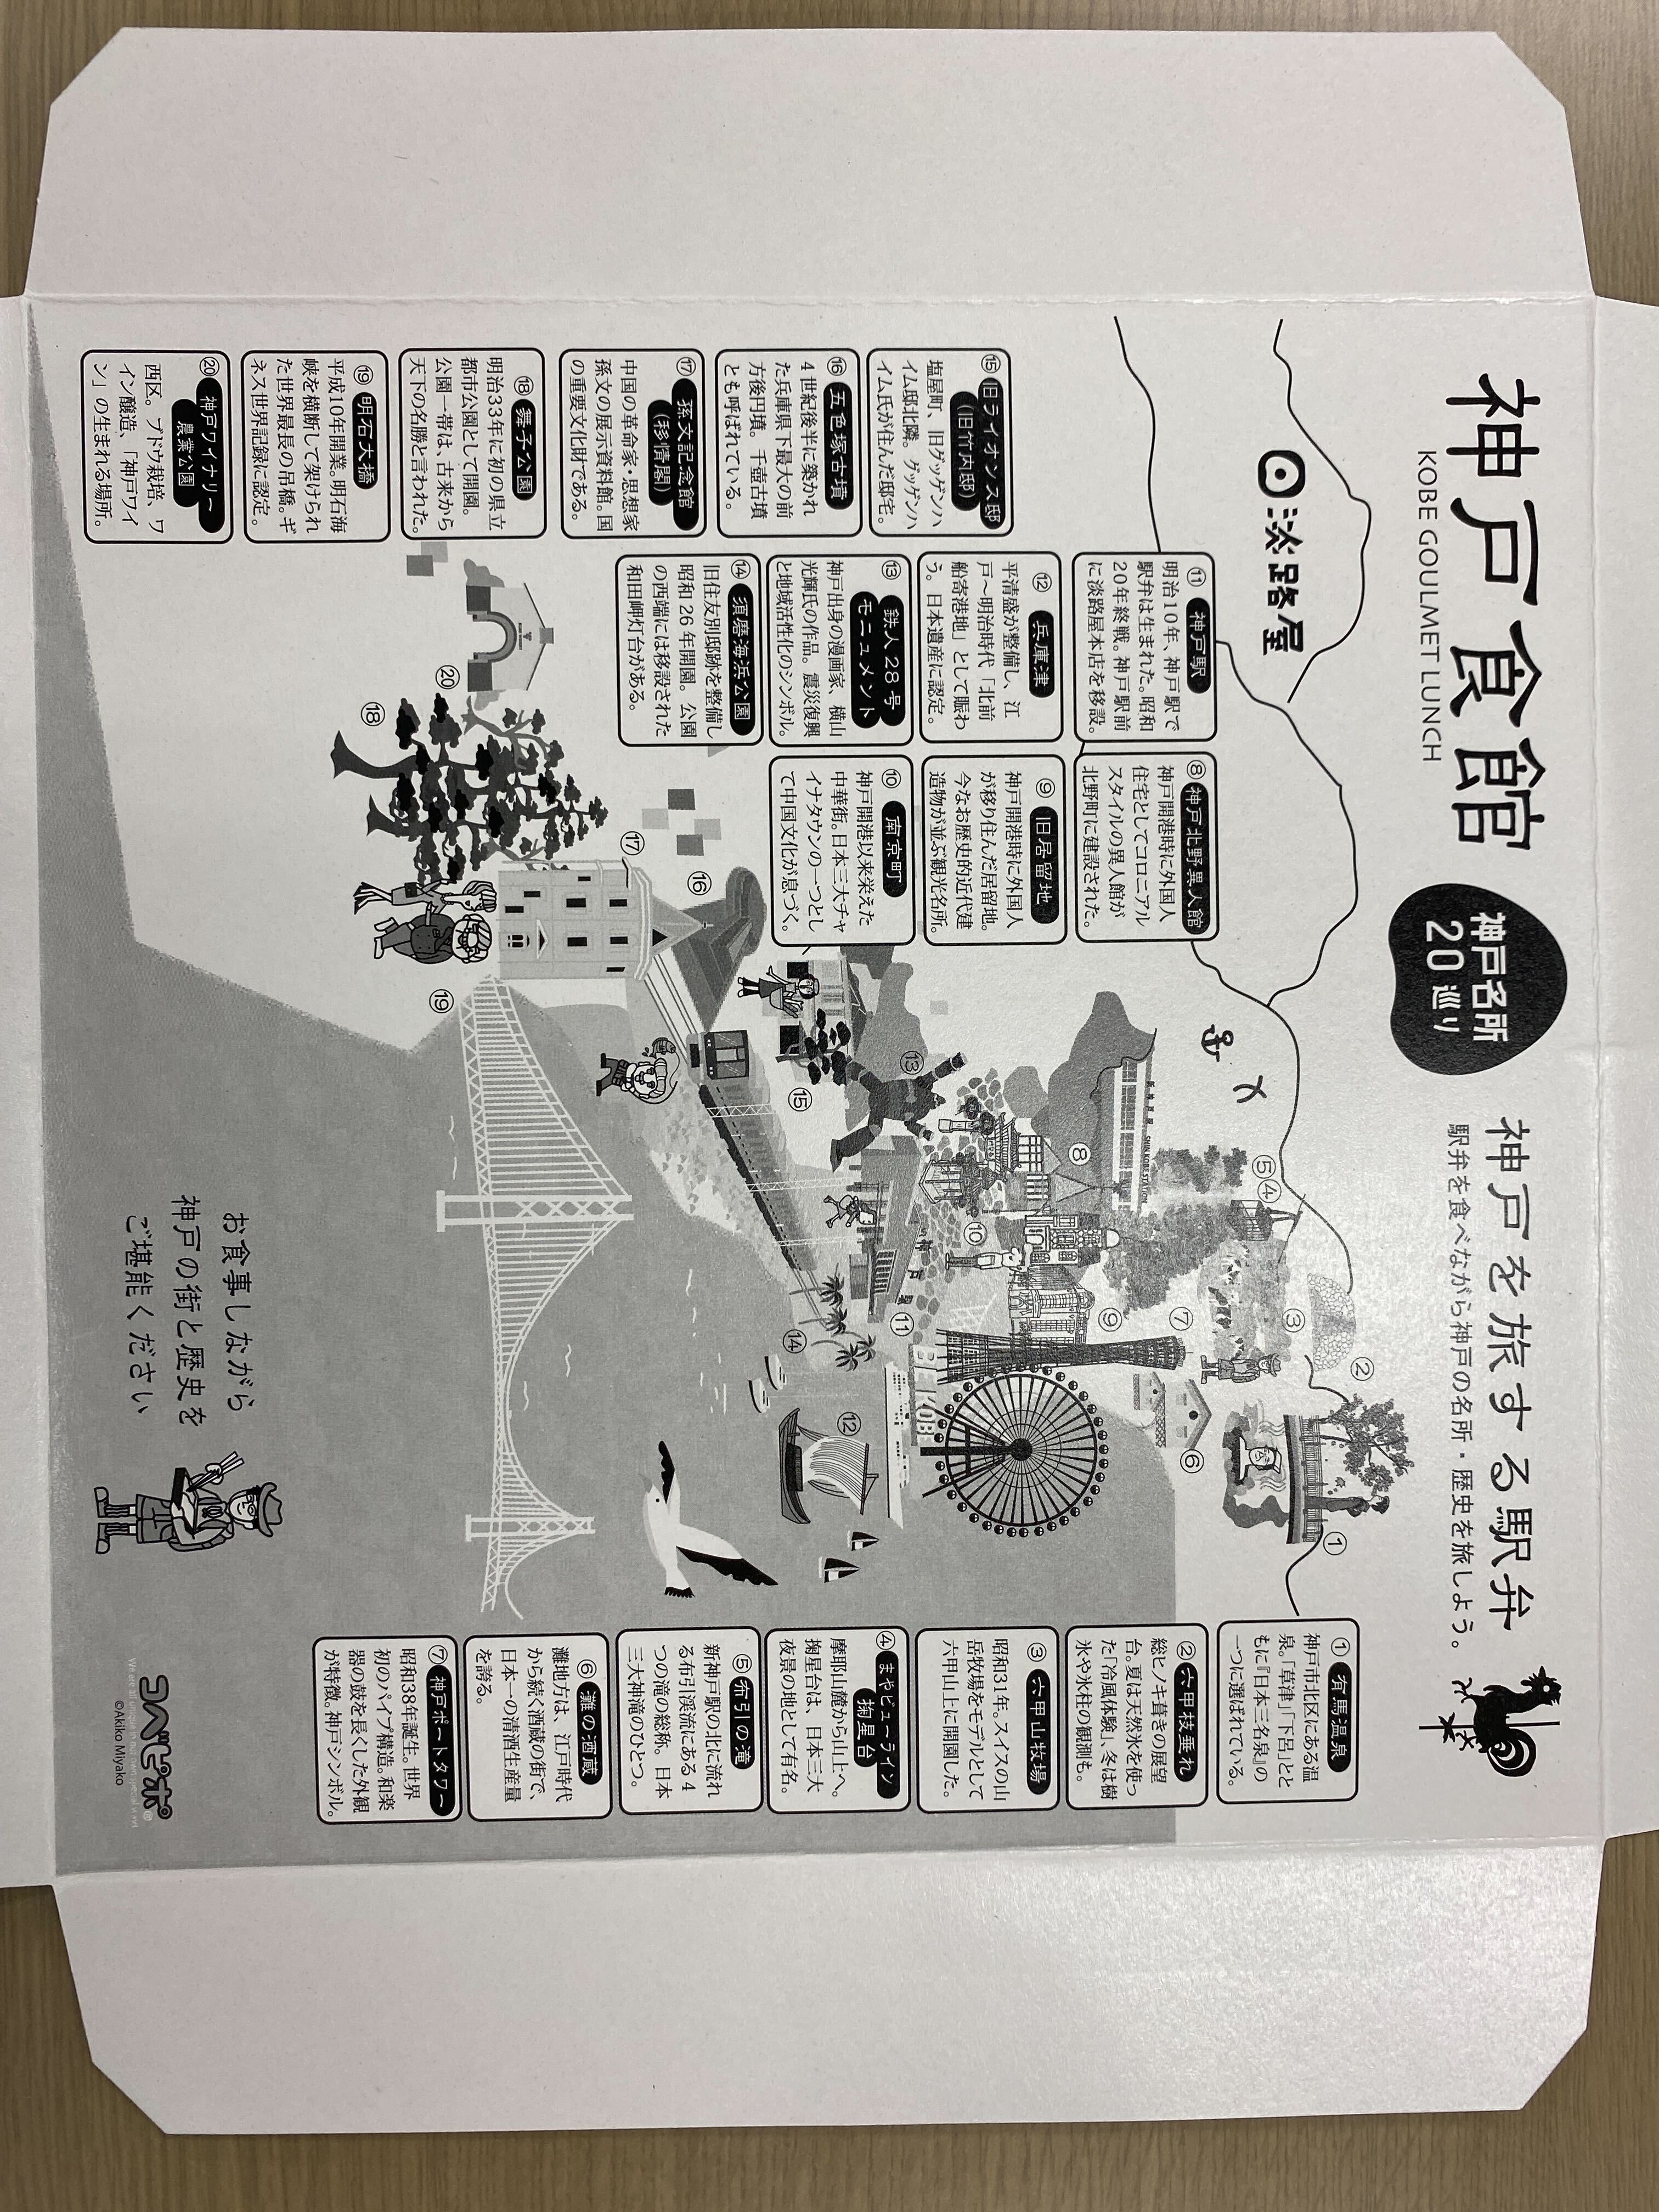 神戸食館
KOBE GOULMET LUNCH
神戸名所
20巡り
神戸を旅する駅弁
駅弁を食べながら神戸の名所・歴史を旅しよう。
淡路屋
① 有馬温泉
神戸市北区にある温
泉。「草津」「下呂」とと
もに『日本三名泉』の
一つに選ばれている。
② 六甲枝垂れ
総ヒノキ葺きの展望
台。夏は天然氷を使っ
た「冷風体験」、冬は樹
氷や氷柱の観測も。
③ 六甲山牧場
昭和31年。スイスの山
岳牧場をモデルとして
六甲山上に開園した。
④ まやビューライン
掬星台
摩耶山麓から山上へ。
掬星台は、日本三大
夜景の地として有名。
⑤ 布引の滝
新神戸駅の北に流れ
る布引渓流にある 4
つの滝の総称。日本
三大神滝のひとつ。
⑥ 灘の酒蔵
灘地方は、江戸時代
から続く酒蔵の街で、
日本一の清酒生産量
を誇る。
⑦ 神戸ポートタワー
昭和38年誕生。世界
初のパイプ構造。和楽
器の鼓を長くした外観
が特徴。神戸シンボル。
⑧ 神戸北野異人館
神戸開港時に外国人
住宅としてコロニアル
スタイルの異人館が
北野町に建設された。
⑨ 旧居留地
神戸開港時に外国人
が移り住んだ居留地。
今なお歴史的近代建
造物が並ぶ観光名所。
⑩ 南京町
神戸開港以来栄えた
中華街。日本三大チャ
イナタウンの一つとし
て中国文化が息づく。
⑪ 神戸駅
明治10年、神戸駅で
駅弁は生まれた。昭和
20年終戦。神戸駅前
に淡路屋本店を移設。
⑫ 兵庫津
平清盛が整備し、江
戸〜明治時代「北前
船寄港地」として賑わ
う。日本遺産に認定。
⑬ 鉄人28号
モニュメント
神戸出身の漫画家、横山
光輝氏の作品。震災復興
と地域活性化のシンボル。
⑭ 須磨海浜公園
旧住友別邸跡を整備し
昭和 26 年開園。公園
の西端には移設された
和田岬灯台がある。
⑮ 旧ライオンス邸
(旧竹内邸)
塩屋町、旧グッゲンハ
イム邸北隣。グッゲンハ
イム氏が住んだ邸宅。
⑯ 五色塚古墳
4世紀後半に築かれ
た兵庫県下最大の前
方後円墳。千壺古墳
とも呼ばれている。
⑰ 孫文記念館
(移情閣)
中国の革命家・思想家
孫文の展示資料館。国
の重要文化財である。
⑱ 舞子公園
明治33年に初の県立
都市公園として開園。
公園一帯は、古来から
天下の名勝と言われた。
⑲ 明石大橋
平成10年開業。明石海
峡を横断して架けられ
た世界最長の吊橋。ギ
ネス世界記録に認定。
⑳ 神戸ワイナリー
農業公園
西区。ブドウ栽培、ワ
イン醸造、「神戸ワイ
ン」の生まれる場所。
SHIN-KOBE STATION
BE KOBE
神戸駅
①
②
③
⑤④
⑥
⑦
⑧
⑨
⑩
⑪
⑫
⑬
⑭
⑮
⑯
⑰
⑱
⑲
⑳
お食事しながら
神戸の街と歴史を
ご堪能ください
コベピポ
We are all unique in our own special way
©Akiko Miyako